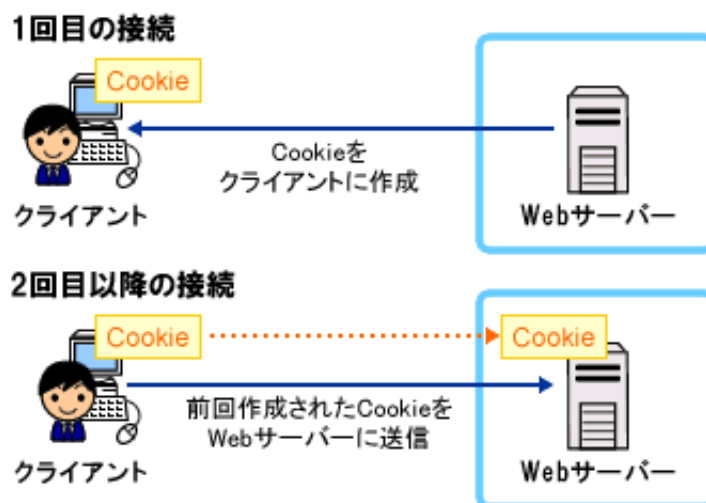 1回目の接続
Cookie
Cookieを
クライアントに作成
クライアント
Webサーバー
2回目以降の接続
Cookie
Cookie
前回作成されたCookieを
Webサーバーに送信
クライアント
Webサーバー